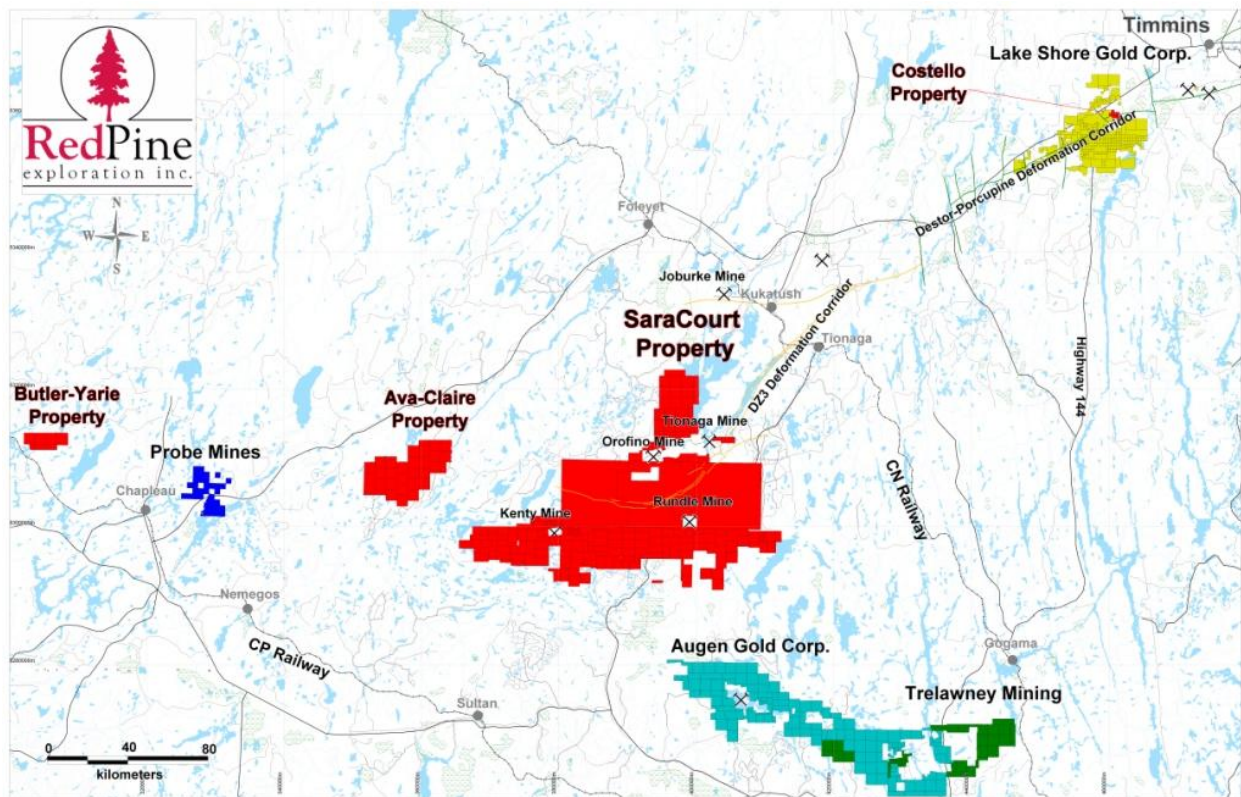 RedPine
exploration inc.
N
W
E
S
Timmins
Lake Shore Gold Corp.
Costello
Property
Destor-Porcupine Deformation Corridor
Foleyet
Joburke Mine
Kukatush
SaraCourt
Property
Tionaga
DZ3 Deformation Corridor
Highway 144
Butler-Yarie
Property
Ava-Claire
Property
Tionaga Mine
Orofino Mine
Probe Mines
Chapleau
Kenty Mine
Rundle Mine
CN Railway
Nemegos
CP Railway
Augen Gold Corp.
Gogama
Trelawney Mining
Sultan
0 40 80
kilometers